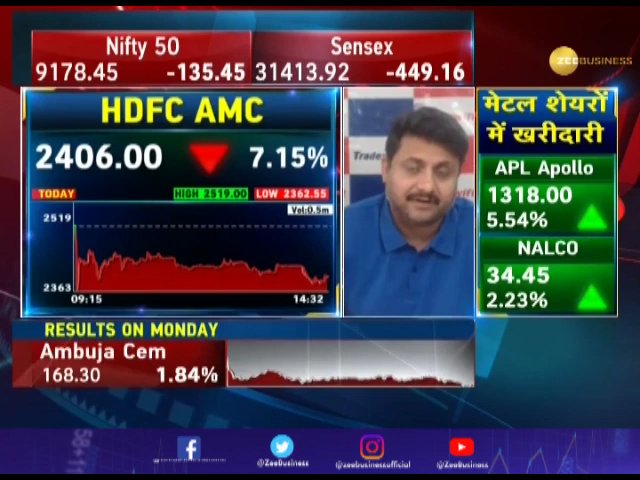 Nifty 50
9178.45 -135.45
Sensex
31413.92 -449.16
ZEEBUSINESS
HDFC AMC
2406.00 7.15%
TODAY HIGH 2519.00 LOW 2362.55
Vol:0.5m
2519
2363
09:15 14:32
Trade
मेटल शेयरों
में खरीदारी
APL Apollo
1318.00
5.54%
NALCO
34.45
2.23%
RESULTS ON MONDAY
Ambuja Cem
168.30 1.84%
@ZeeBusiness
@zeebusinessofficial
@ZeeBusiness